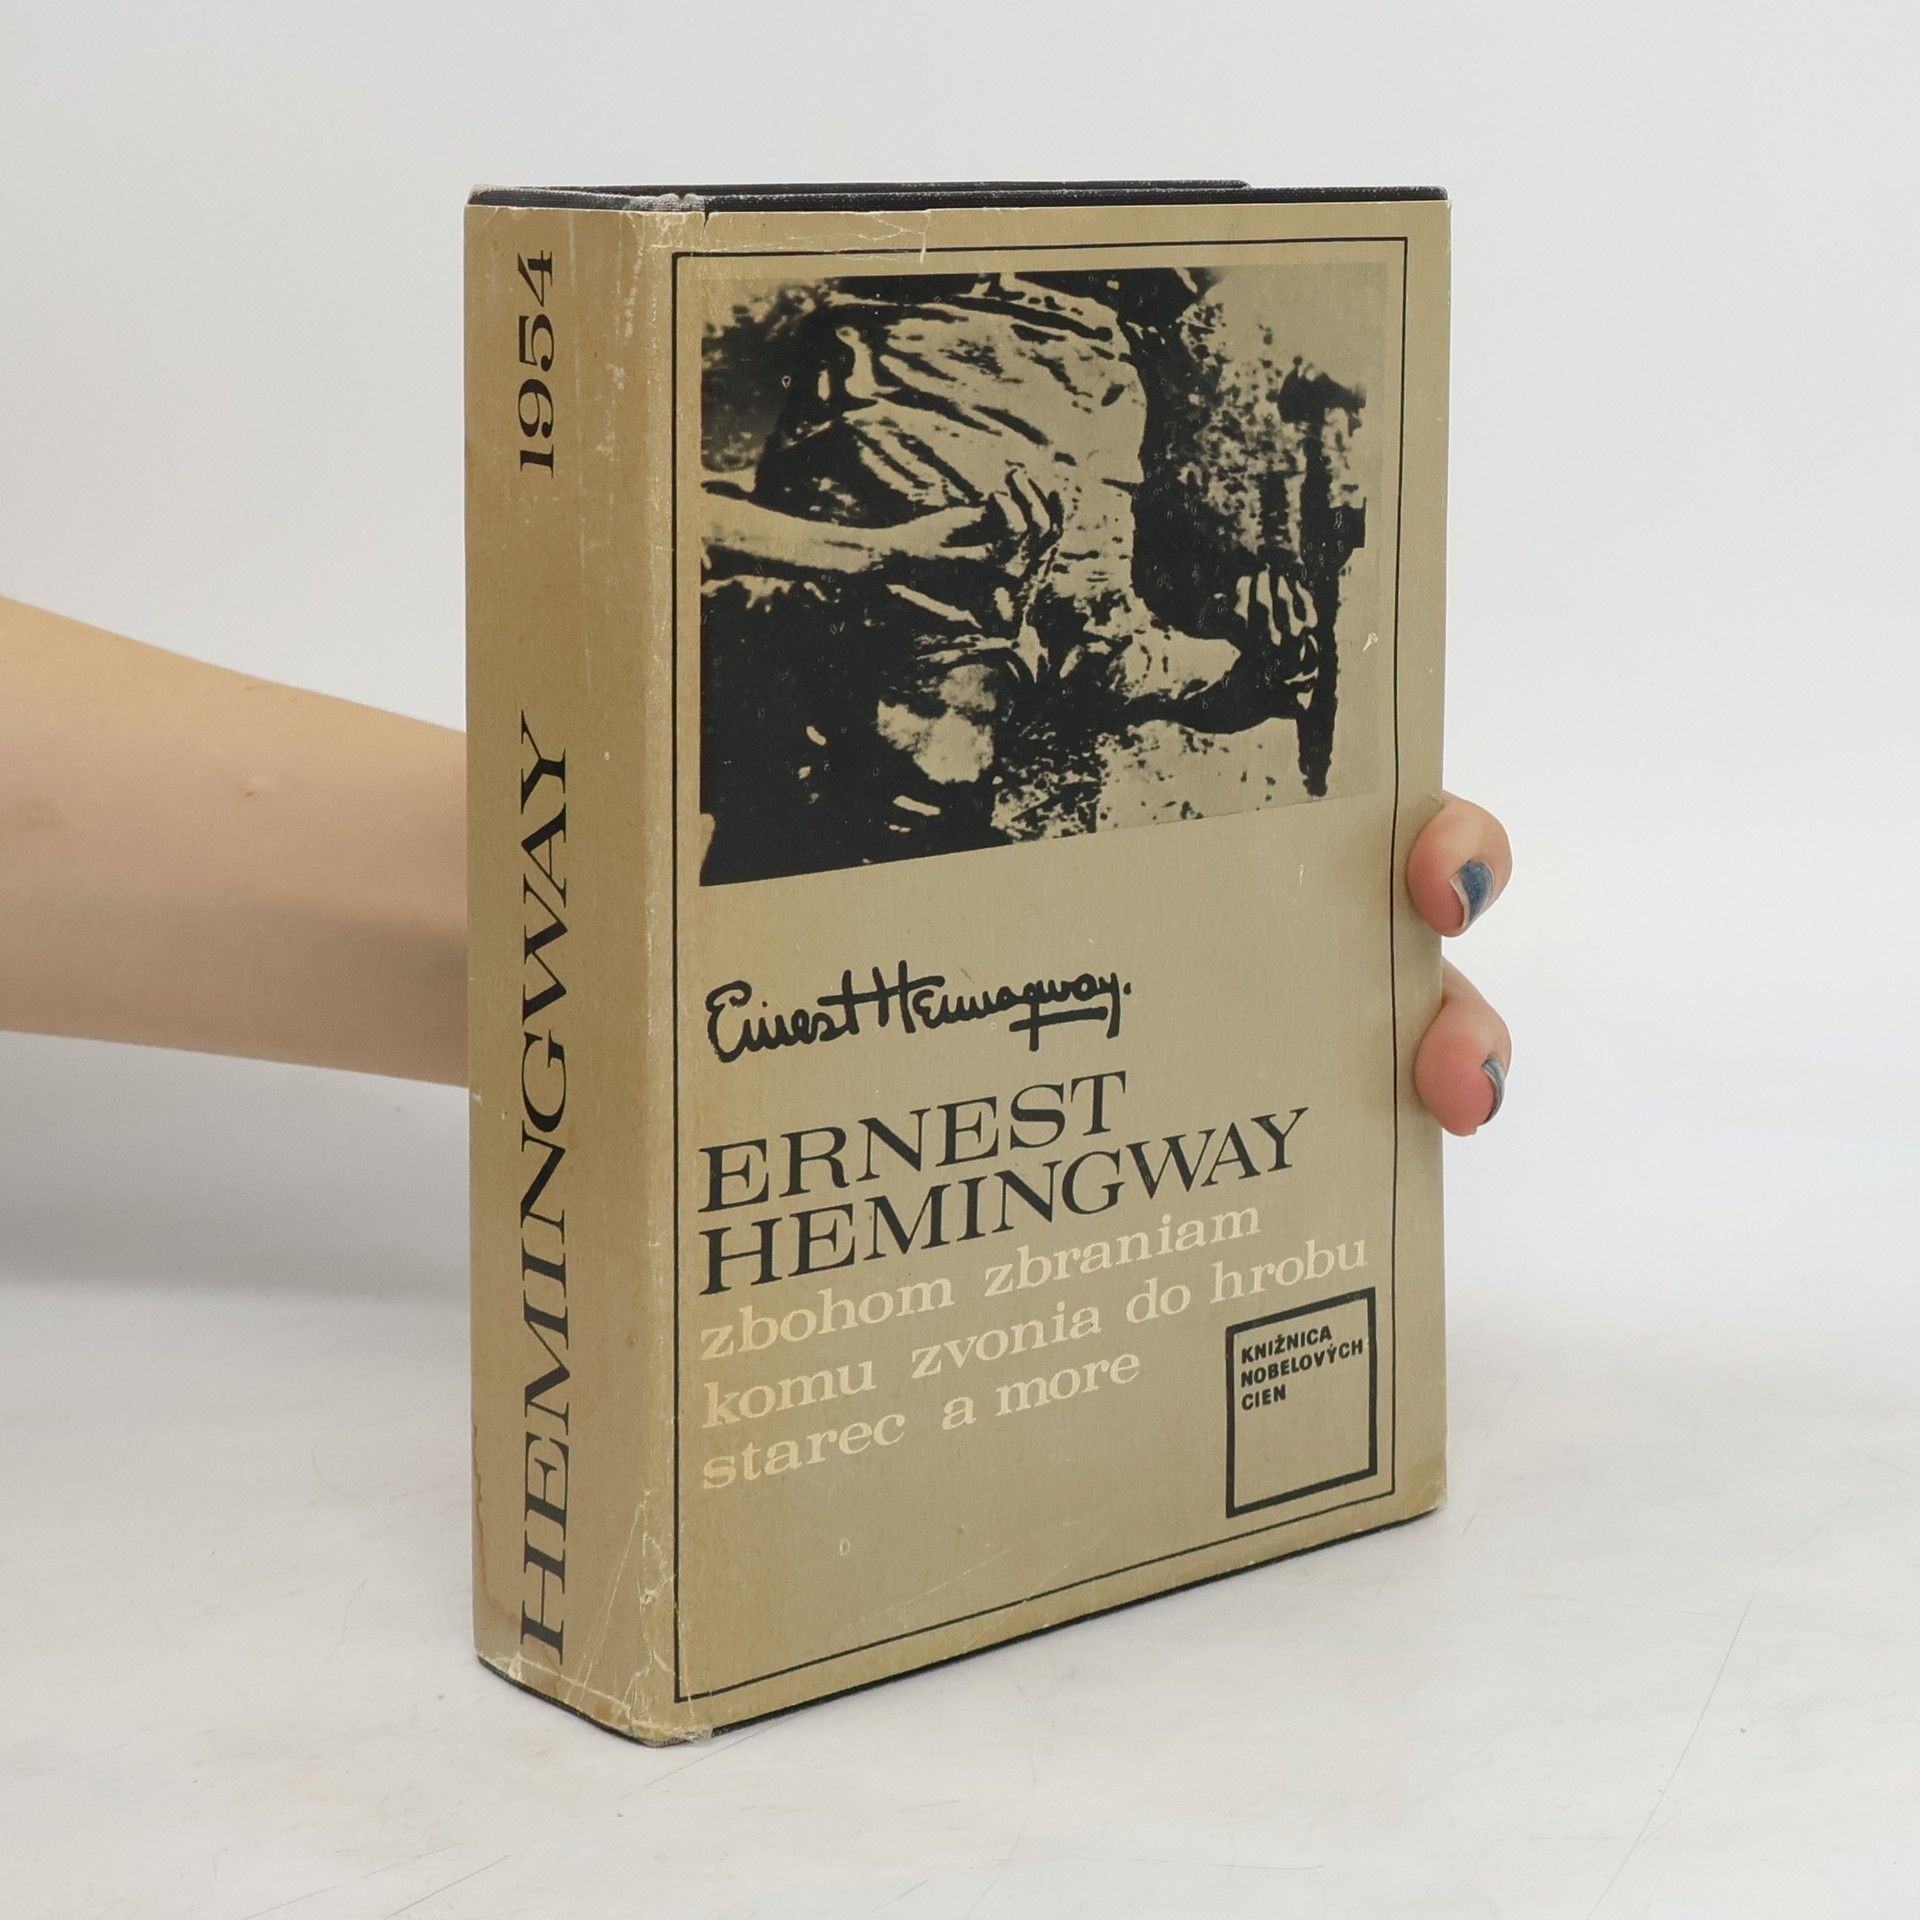 HEMINGWAY 1954
Ernest Hemingway.
ERNEST
HEMINGWAY
zbohom zbraniam
komu zvonia do hrobu
starec a more
KNIŽNICA
NOBELOVÝCH
CIEN